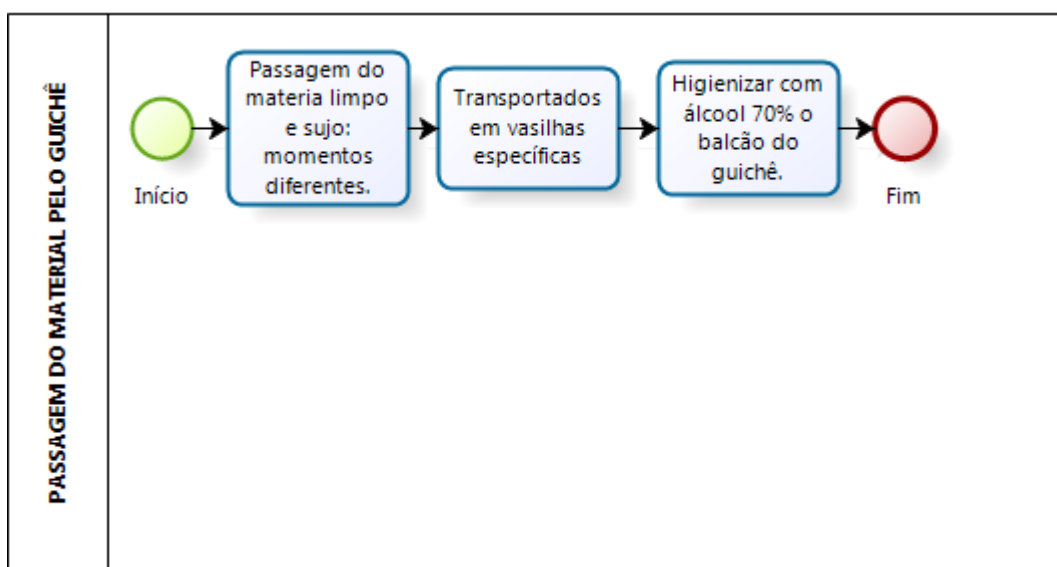 PASSAGEM DO MATERIAL PELO GUICHÊ
Início
Passagem do
materia limpo
e sujo:
momentos
diferentes.
Transportados
em vasilhas
específicas
Higienizar com
álcool 70% o
balcão do
guichê.
Fim